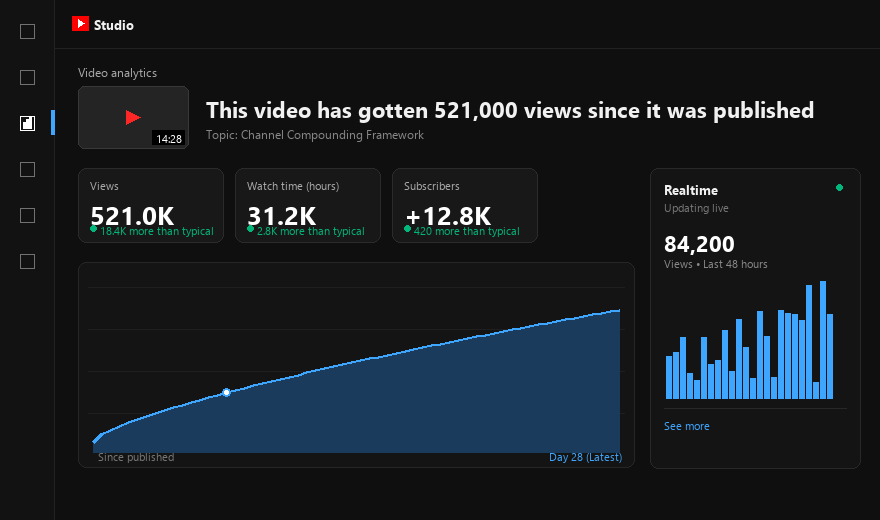 Studio
Video analytics
14:28
This video has gotten 521,000 views since it was published
Topic: Channel Compounding Framework
Views
521.0K
18.4K more than typical
Watch time (hours)
31.2K
2.8K more than typical
Subscribers
+12.8K
420 more than typical
Since published
Day 28 (Latest)
Realtime
Updating live
84,200
Views • Last 48 hours
See more